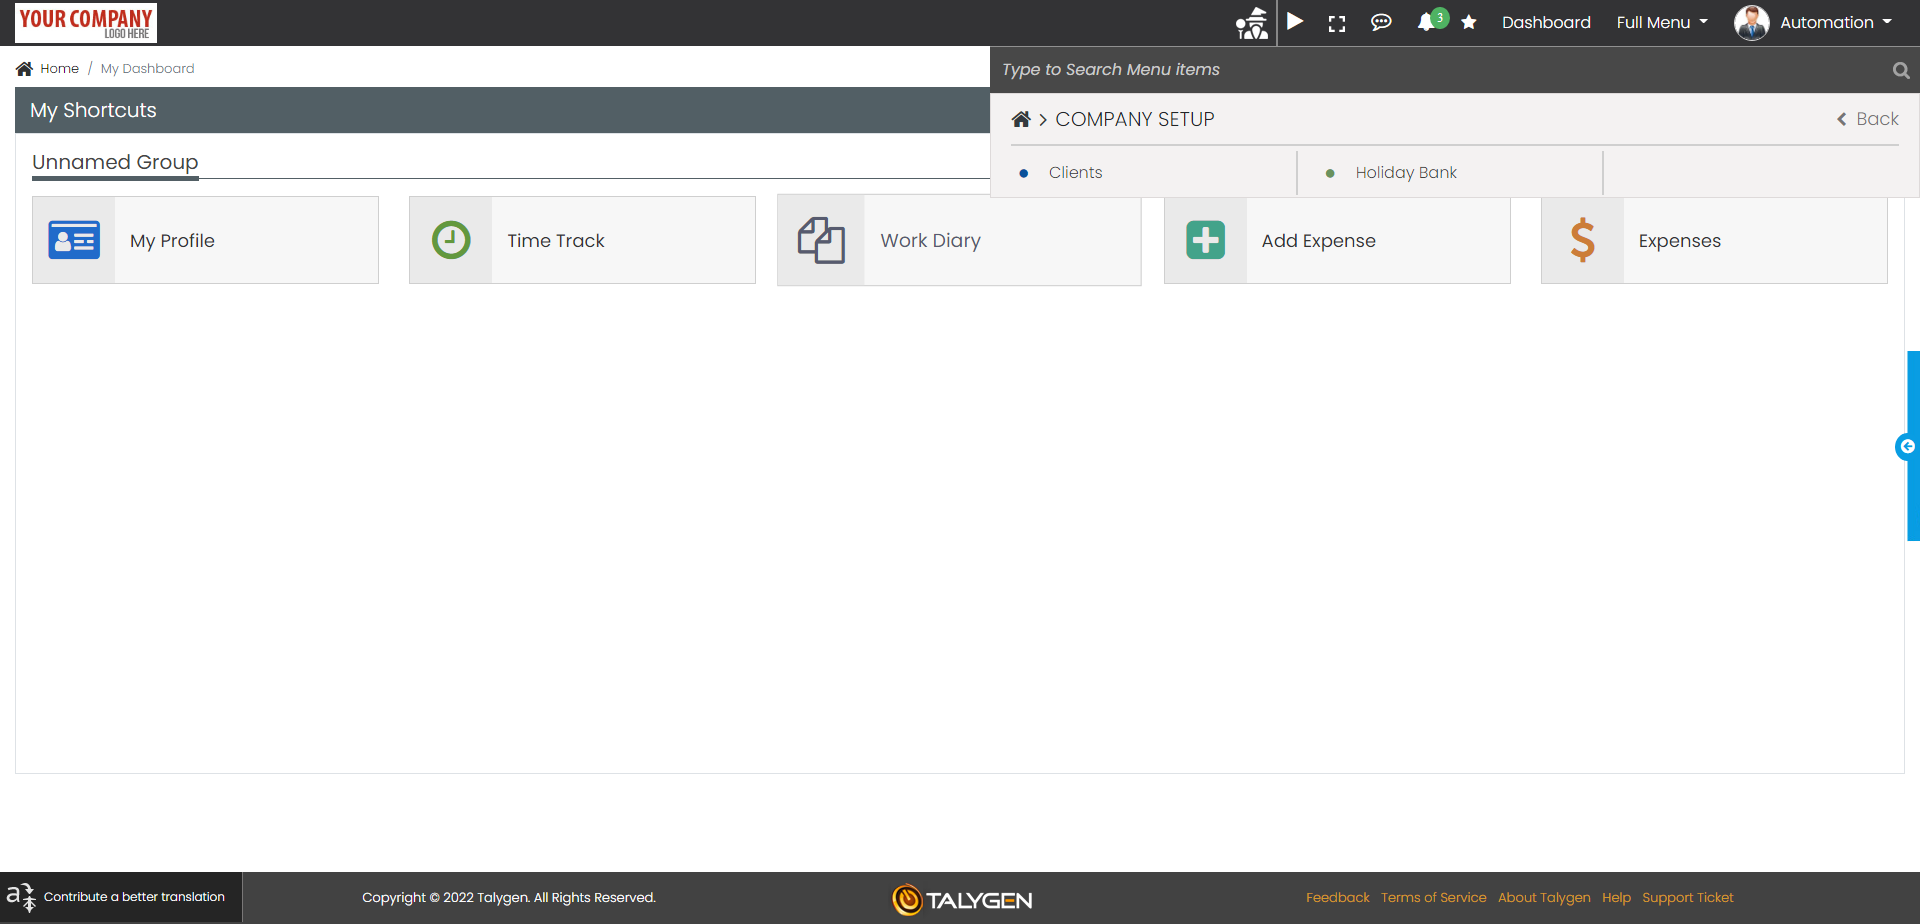 YOUR COMPANY
LOGO HERE
3
Dashboard
Full Menu
Automation
Home / My Dashboard
Type to Search Menu items
My Shortcuts
COMPANY SETUP
Back
Unnamed Group
Clients
Holiday Bank
My Profile
Time Track
Work Diary
Add Expense
Expenses
Contribute a better translation
Copyright © 2022 Talygen. All Rights Reserved.
TALYGEN
Feedback Terms of Service About Talygen Help Support Ticket